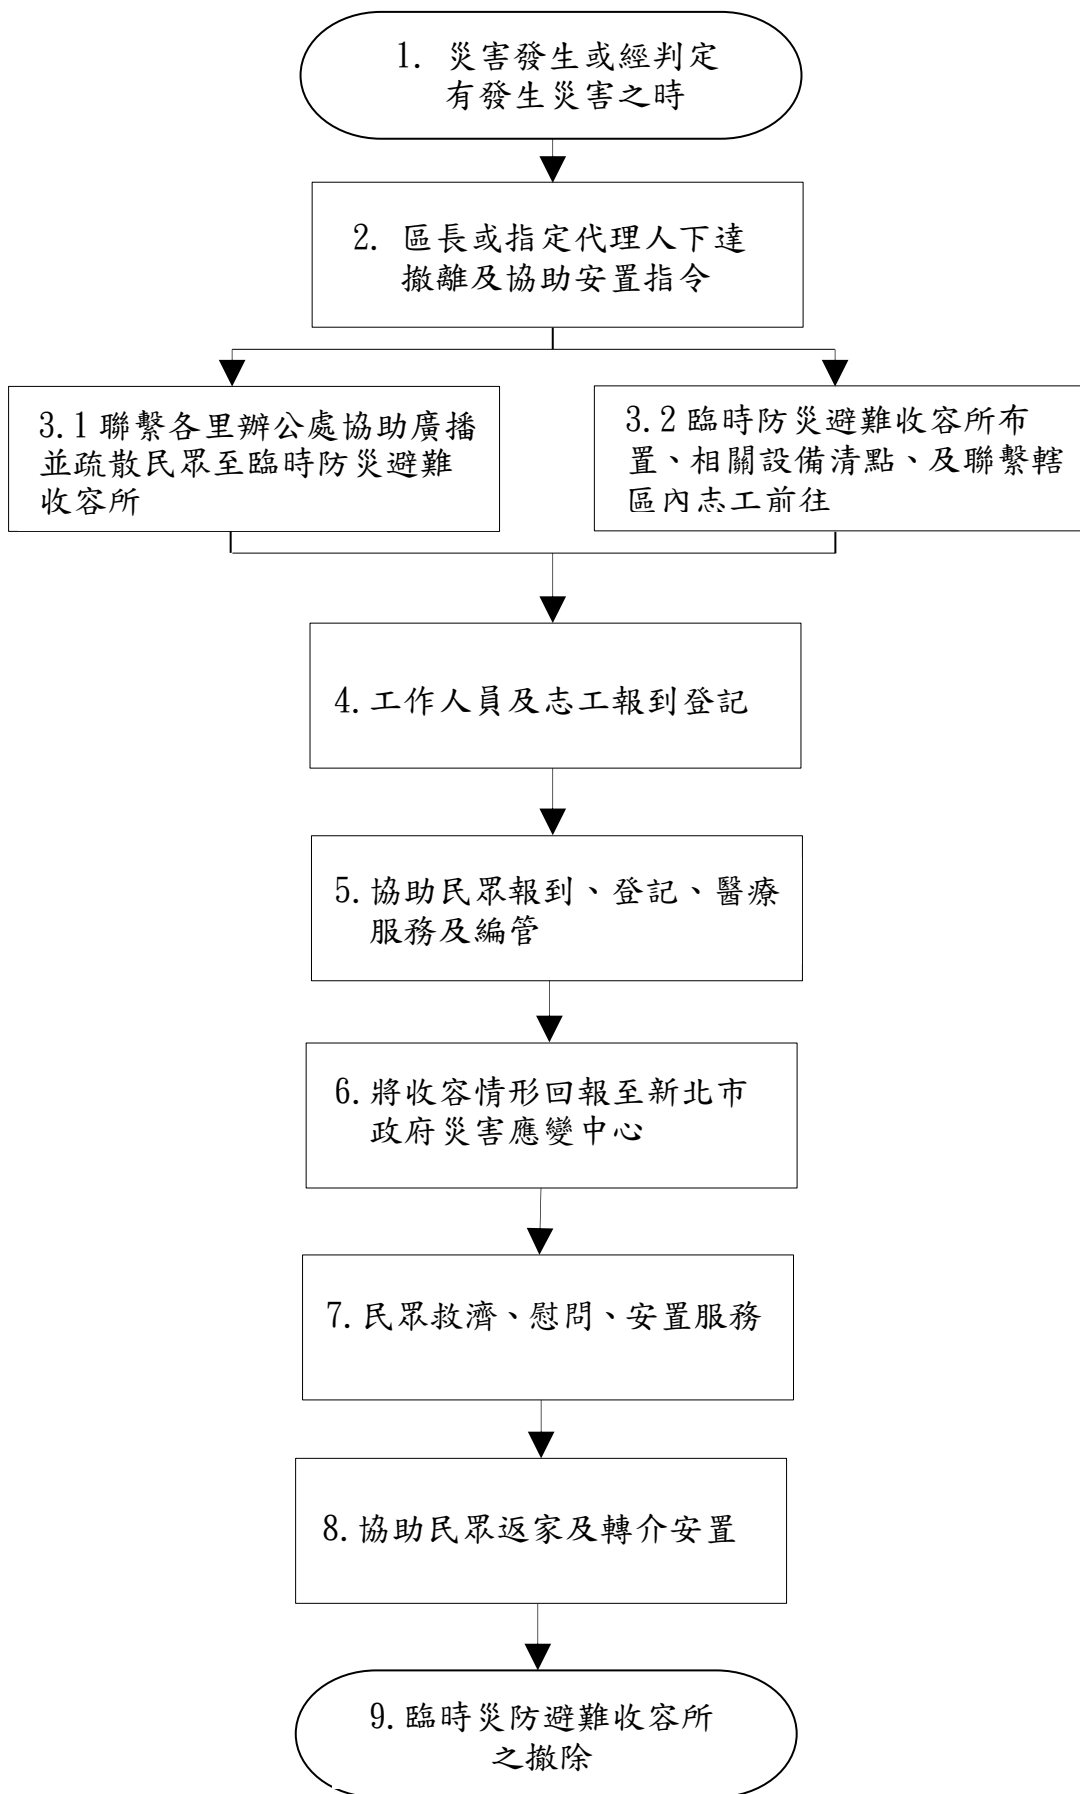 1. 災害發生或經判定
有發生災害之時
2. 區長或指定代理人下達
撤離及協助安置指令
3.1 聯繫各里辦公處協助廣播
並疏散民眾至臨時防災避難
收容所
3.2 臨時防災避難收容所布
置、相關設備清點、及聯繫轄
區內志工前往
4. 工作人員及志工報到登記
5. 協助民眾報到、登記、醫療
服務及編管
6. 將收容情形回報至新北市
政府災害應變中心
7. 民眾救濟、慰問、安置服務
8. 協助民眾返家及轉介安置
9. 臨時災防避難收容所
之撤除